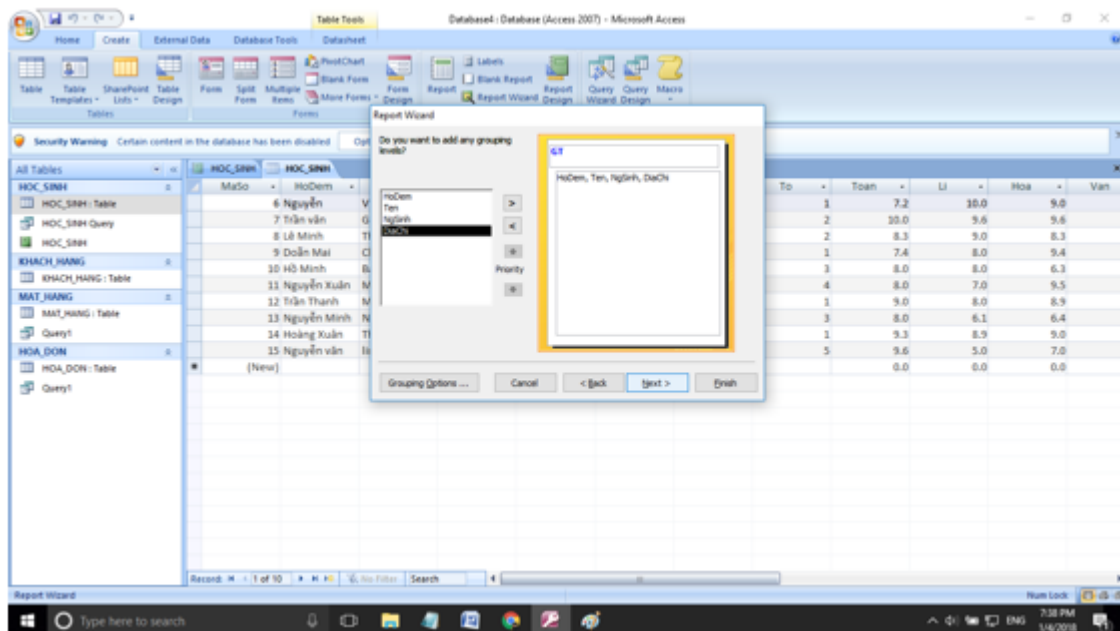 Table Tools
Database4 : Database (Access 2007) - Microsoft Access
Home Create External Data Database Tools Datasheet
Table
Table Templates
SharePoint Lists
Table Design
Tables
Form
Split Form
Multiple Items
PivotChart
Blank Form
More Forms
Form Design
Forms
Report
Labels
Blank Report
Report Wizard
Report Design
Query Wizard
Query Design
Macro
Security Warning Certain content in the database has been disabled
All Tables
HOC_SINH
HOC_SINH : Table
HOC_SINH Query
HOC_SINH
KHACH_HANG
KHACH_HANG : Table
MAT_HANG
MAT_HANG : Table
Query1
HOA_DON
HOA_DON : Table
Query1
HOC_SINH HOC_SINH
MaSo HoDem To Toan Li Hoa Van
6 Nguyễn V 1 7.2 10.0 9.0
7 Trần văn G 2 10.0 9.6 9.6
8 Lê Minh 2 8.3 9.0 8.3
9 Doãn Mai 1 7.4 8.0 9.4
10 Hồ Minh 3 8.0 8.0 6.3
11 Nguyễn Xuân 4 8.0 7.0 9.5
12 Trần Thanh 1 9.0 8.0 8.9
13 Nguyễn Minh 3 8.0 6.1 6.4
14 Hoàng Xuân 1 9.3 8.9 9.0
15 Nguyễn văn 5 9.6 5.0 7.0
(New) 0.0 0.0 0.0
Report Wizard
Do you want to add any grouping levels?
HoDem
Ten
NgSinh
DiaChi
>
<
Priority
GT
HoDem, Ten, NgSinh, DiaChi
Grouping Options ...
Cancel
< Back
Next >
Finish
Record: 1 of 10 No Filter Search
Report Wizard
Num Lock
Type here to search
ENG
7:38 PM
1/4/2018